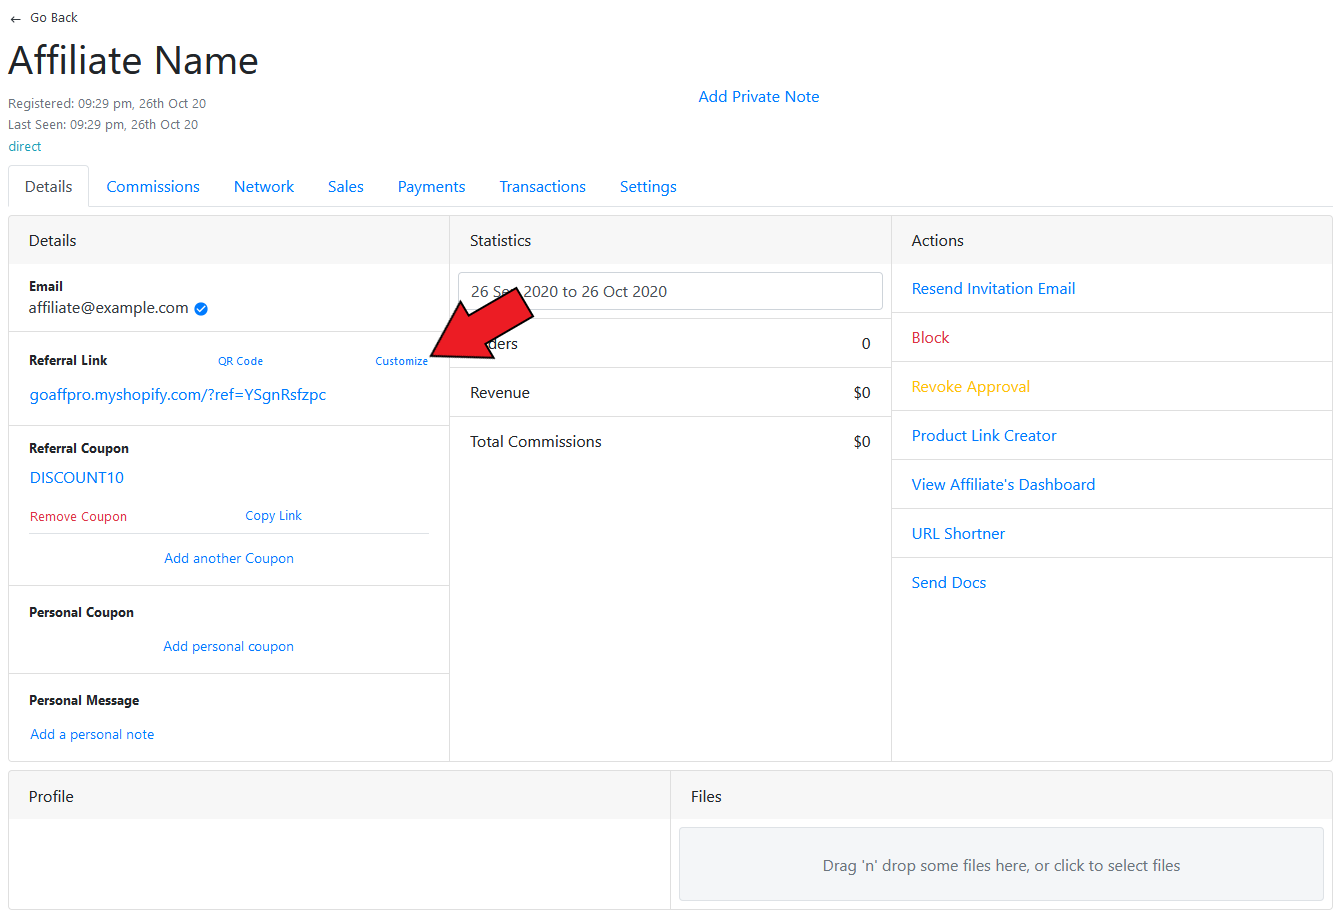 ← Go Back
Affiliate Name
Registered: 09:29 pm, 26th Oct 20
Last Seen: 09:29 pm, 26th Oct 20
direct
Add Private Note
Details Commissions Network Sales Payments Transactions Settings
Details
Email
affiliate@example.com
Referral Link QR Code Customize
goaffpro.myshopify.com/?ref=YSgnRsfzpc
Referral Coupon
DISCOUNT10
Remove Coupon Copy Link
Add another Coupon
Personal Coupon
Add personal coupon
Personal Message
Add a personal note
Statistics
26 Se 2020 to 26 Oct 2020
ders 0
Revenue $0
Total Commissions $0
Actions
Resend Invitation Email
Block
Revoke Approval
Product Link Creator
View Affiliate's Dashboard
URL Shortner
Send Docs
Profile
Files
Drag 'n' drop some files here, or click to select files